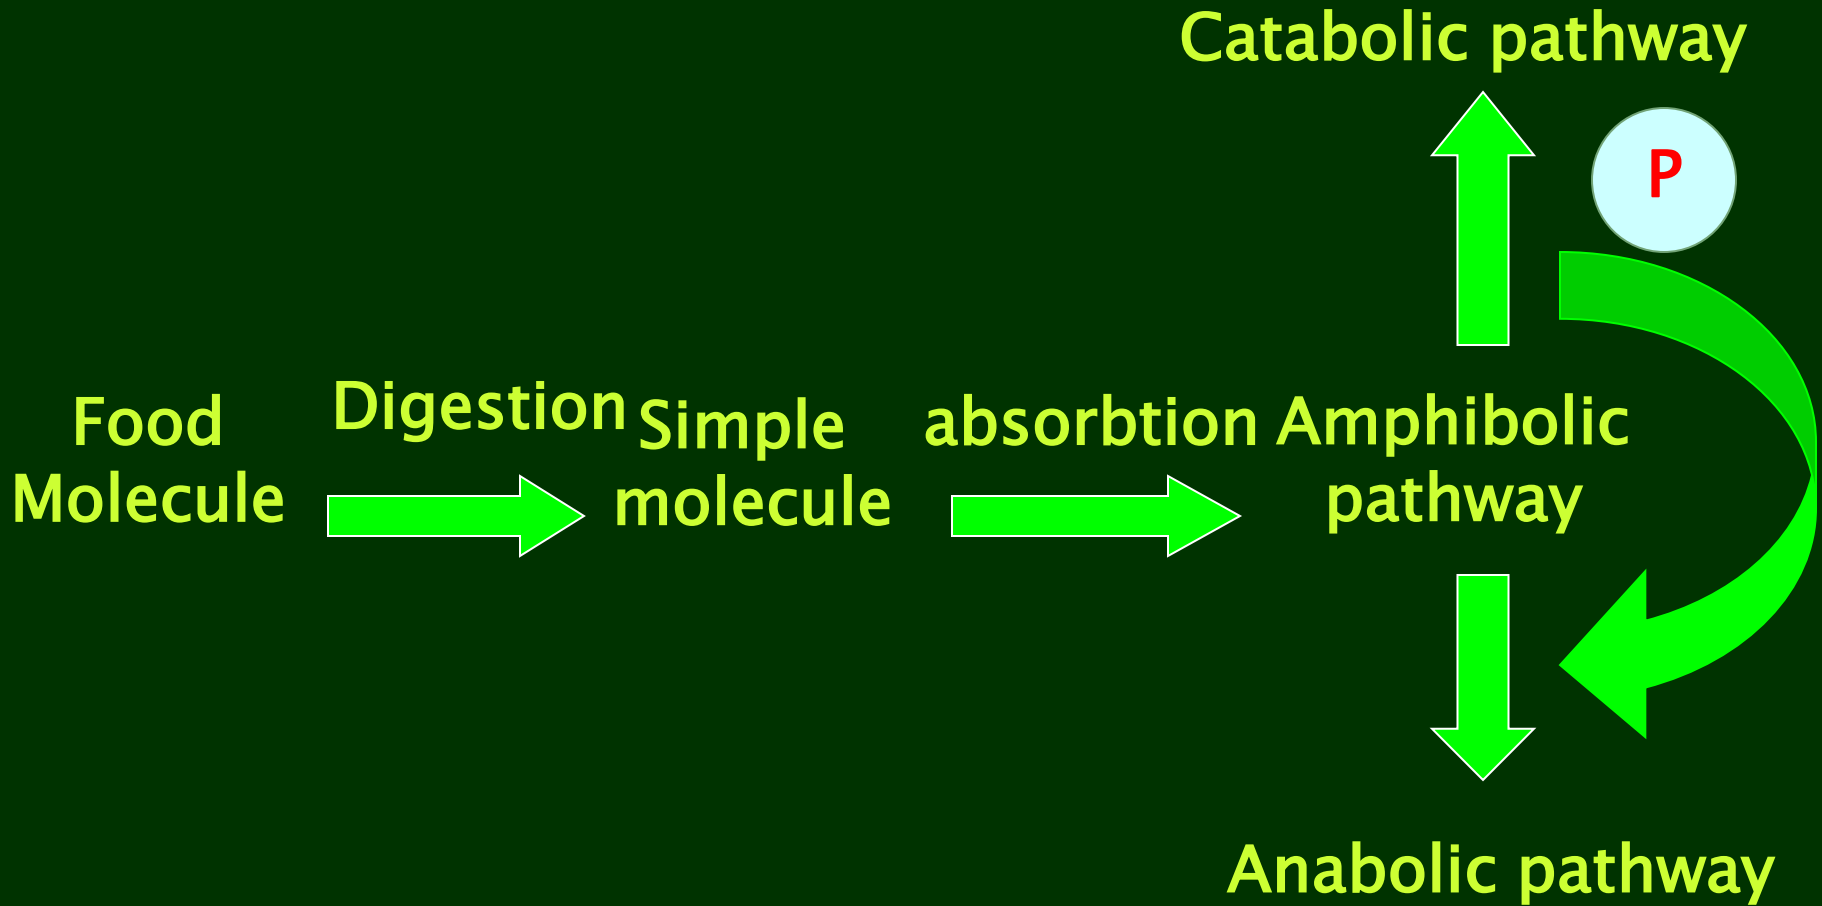 Catabolic pathway
P
Food
Molecule
Digestion
Simple
molecule
absorbtion
Amphibolic
pathway
Anabolic pathway